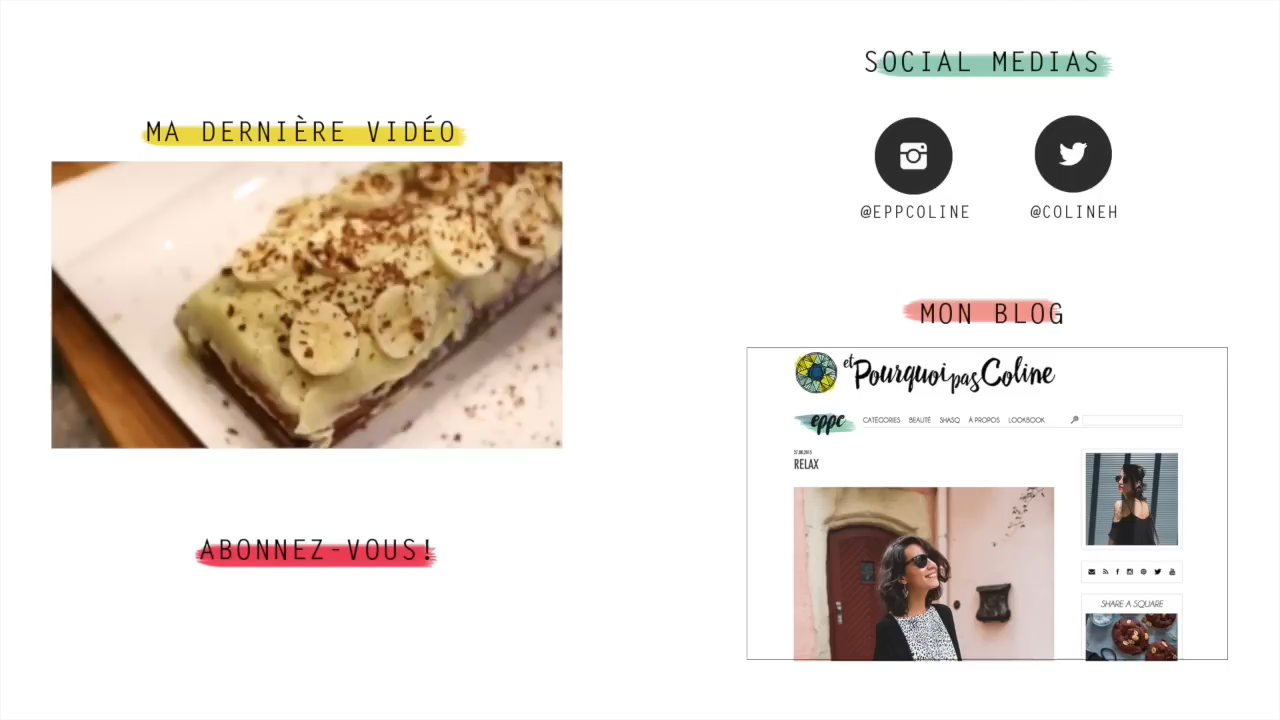 SOCIAL MEDIAS
MA DERNIÈRE VIDÉO
@EPPCOLINE
@COLINEH
MON BLOG
et Pourquoi pas Coline
eppc
CATÉGORIES BEAUTÉ SHASQ À PROPOS LOOKBOOK
RELAX
ABONNEZ-VOUS!
SHARE A SQUARE